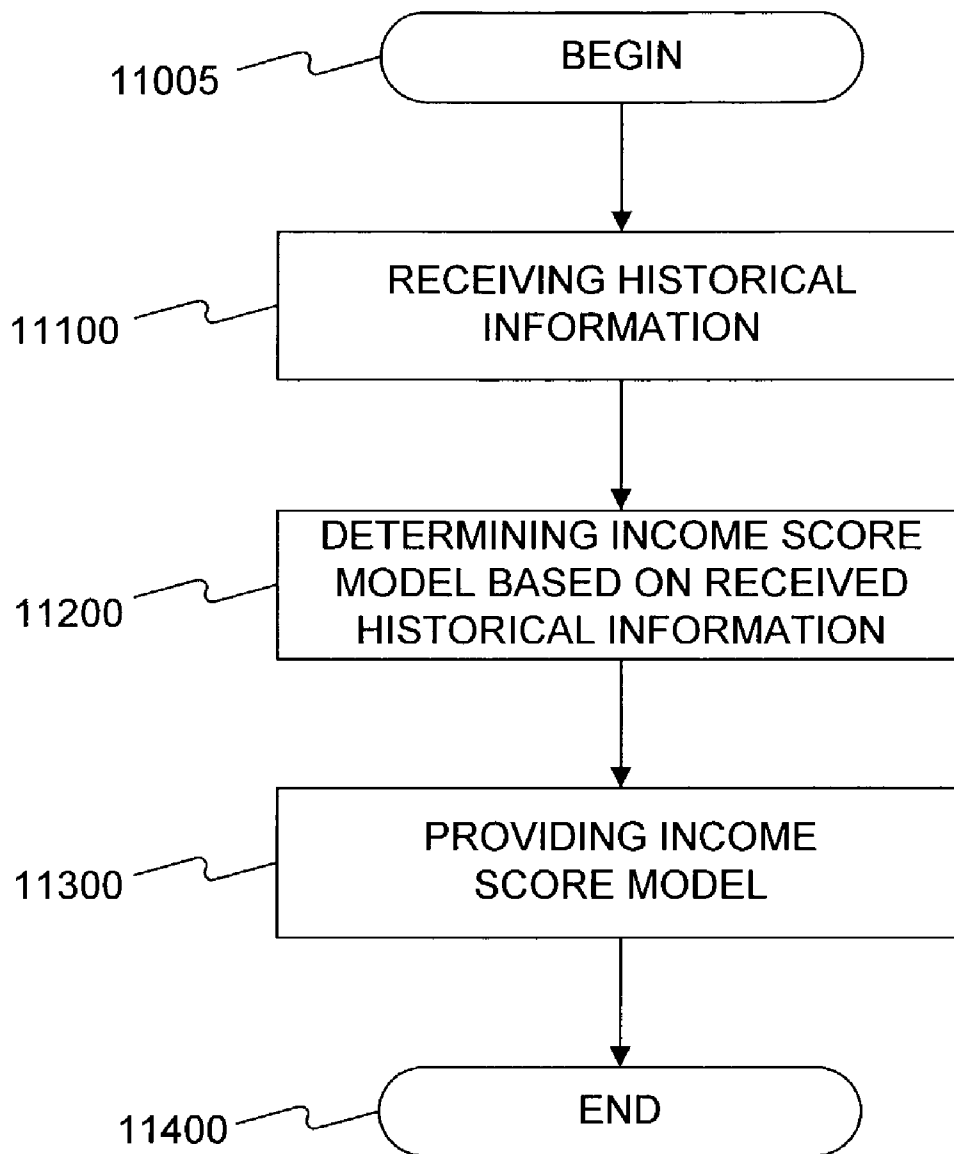 BEGIN
11005
RECEIVING HISTORICAL
INFORMATION
11100
DETERMINING INCOME SCORE
MODEL BASED ON RECEIVED
HISTORICAL INFORMATION
11200
PROVIDING INCOME
SCORE MODEL
11300
END
11400